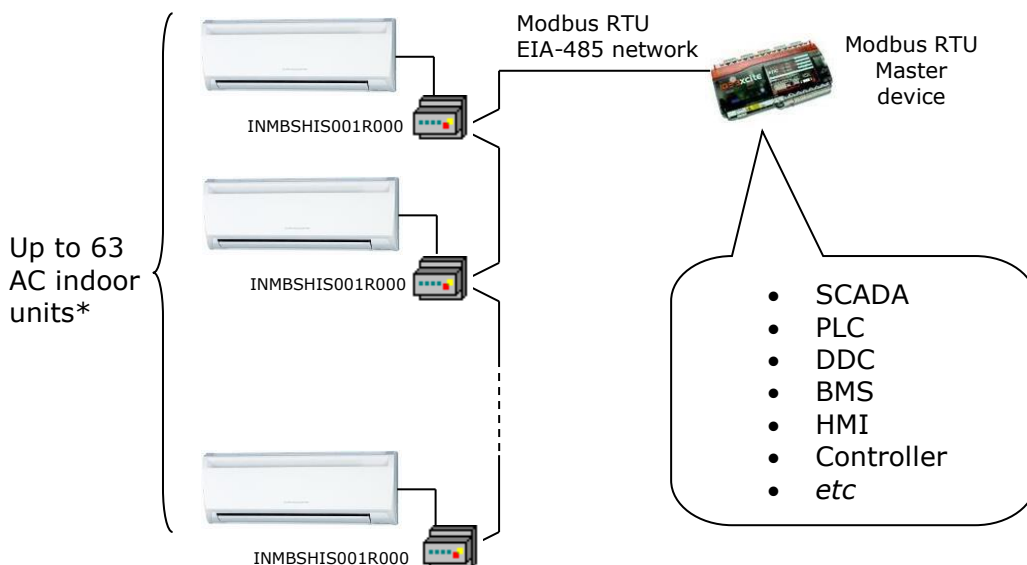 Modbus RTU
EIA-485 network
Modbus RTU
Master
device
INMBSHIS001R000
INMBSHIS001R000
Up to 63
AC indoor
units*
• SCADA
• PLC
• DDC
• BMS
• HMI
• Controller
• etc
INMBSHIS001R000